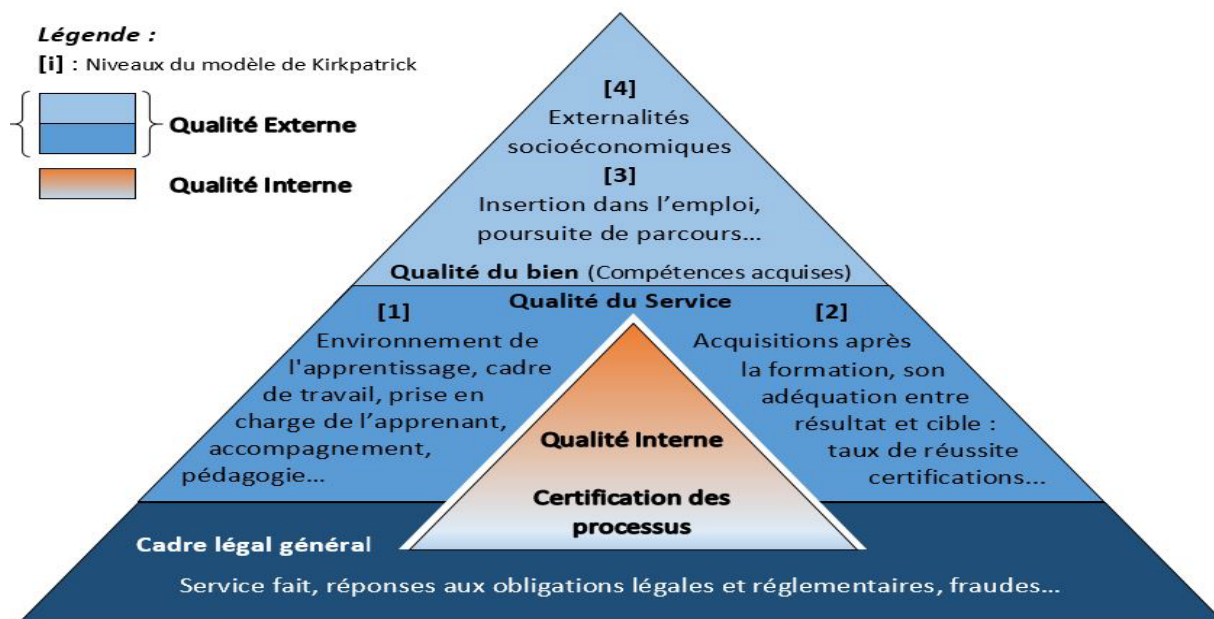 Légende :
[i] : Niveaux du modèle de Kirkpatrick
Qualité Externe
Qualité Interne
[4]
Externalités
socioéconomiques
[3]
Insertion dans l’emploi,
poursuite de parcours...
Qualité du bien (Compétences acquises)
Qualité du Service
[1]
Environnement de
l'apprentissage, cadre
de travail, prise en
charge de l’apprenant,
accompagnement,
pédagogie...
[2]
Acquisitions après
la formation, son
adéquation entre
résultat et cible :
taux de réussite
certifications...
Qualité Interne
Certification des
processus
Cadre légal général
Service fait, réponses aux obligations légales et réglementaires, fraudes...